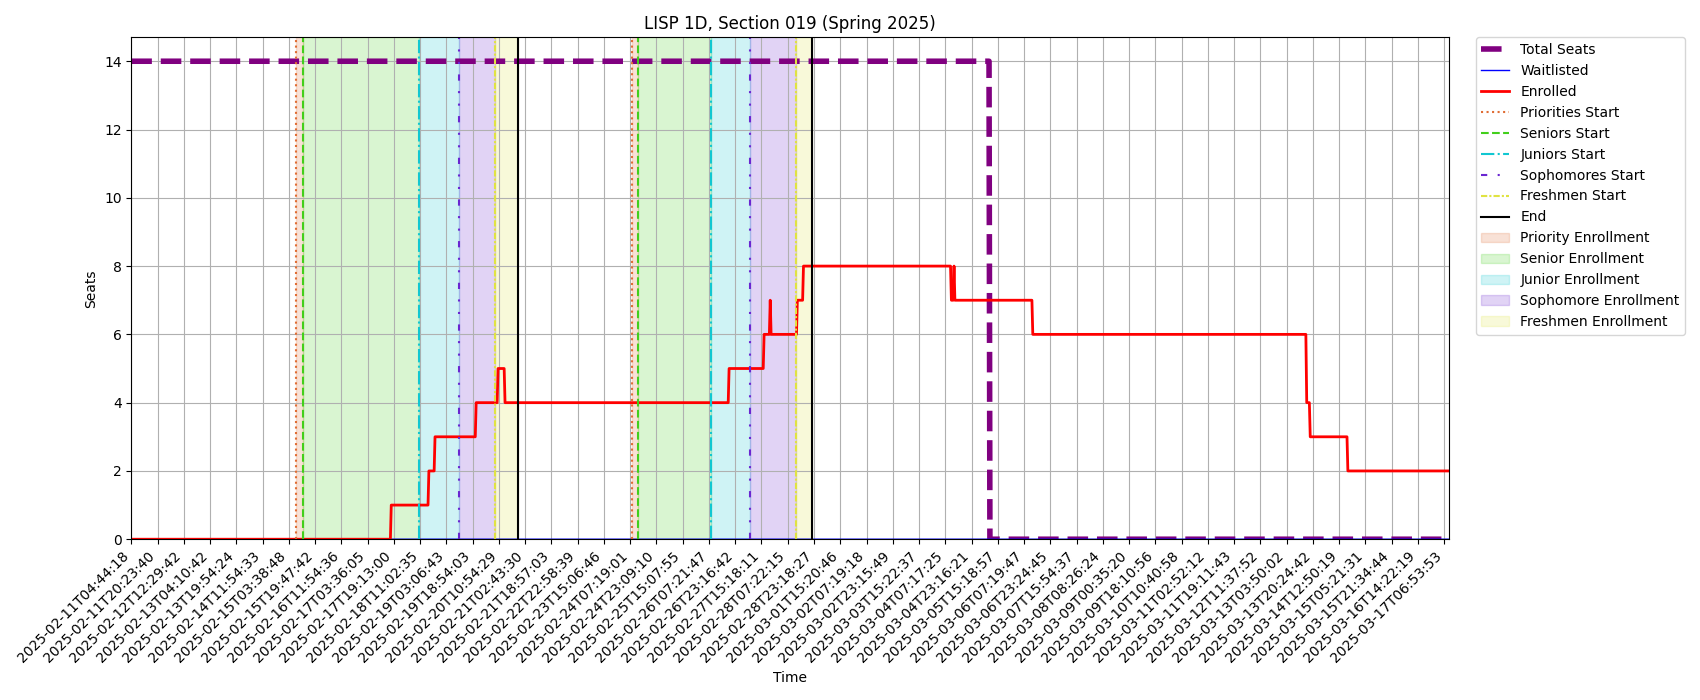 LISP 1D, Section 019 (Spring 2025)
Seats
14
12
10
8
6
4
2
0
2025-02-11T04:44:18
2025-02-11T20:23:40
2025-02-12T12:29:42
2025-02-13T04:10:42
2025-02-13T19:54:24
2025-02-14T11:54:33
2025-02-15T03:38:48
2025-02-15T19:47:42
2025-02-16T11:54:36
2025-02-17T03:36:05
2025-02-17T19:13:00
2025-02-18T11:02:35
2025-02-19T03:06:43
2025-02-19T18:54:03
2025-02-20T10:54:29
2025-02-21T02:43:30
2025-02-21T18:57:03
2025-02-22T22:58:39
2025-02-23T15:06:46
2025-02-24T07:19:01
2025-02-24T23:09:10
2025-02-25T15:07:55
2025-02-26T07:21:47
2025-02-26T23:16:42
2025-02-27T15:18:11
2025-02-28T07:22:15
2025-02-28T23:18:27
2025-03-01T15:20:46
2025-03-02T07:19:18
2025-03-02T23:15:49
2025-03-03T15:22:37
2025-03-04T07:17:25
2025-03-04T23:16:21
2025-03-05T15:18:57
2025-03-06T07:19:47
2025-03-06T23:24:45
2025-03-07T15:54:37
2025-03-08T08:26:24
2025-03-09T00:35:20
2025-03-09T18:10:56
2025-03-10T10:40:58
2025-03-11T02:52:12
2025-03-11T19:11:43
2025-03-12T11:37:52
2025-03-13T03:50:02
2025-03-13T20:24:42
2025-03-14T12:50:19
2025-03-15T05:21:31
2025-03-15T21:34:44
2025-03-16T14:22:19
2025-03-17T06:53:53
Time
Total Seats
Waitlisted
Enrolled
Priorities Start
Seniors Start
Juniors Start
Sophomores Start
Freshmen Start
End
Priority Enrollment
Senior Enrollment
Junior Enrollment
Sophomore Enrollment
Freshmen Enrollment